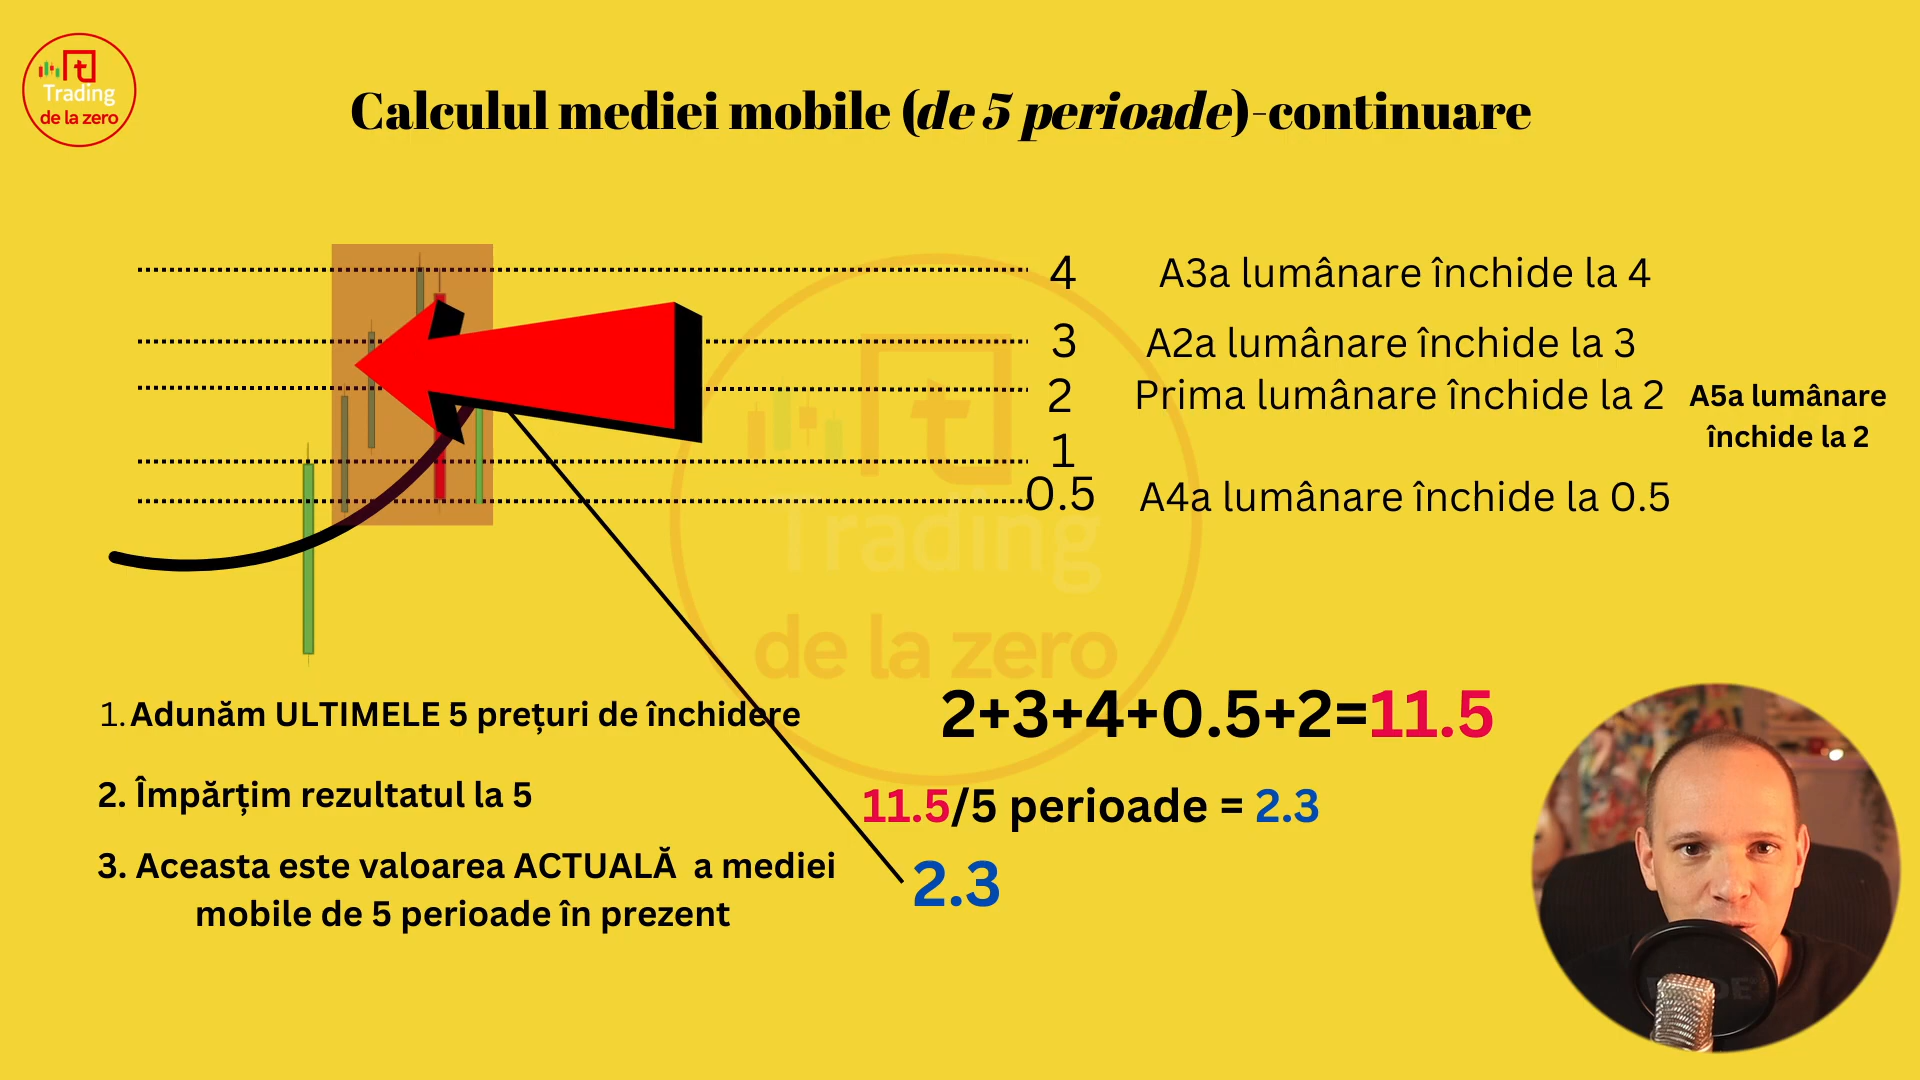 Trading
de la zero
Calculul mediei mobile (de 5 perioade)-continuare
4
A3a lumânare închide la 4
3
A2a lumânare închide la 3
2
Prima lumânare închide la 2
A5a lumânare
închide la 2
1
0.5
A4a lumânare închide la 0.5
Trading
de la zero
1. Adunăm ULTIMELE 5 prețuri de închidere
2+3+4+0.5+2=11.5
2. Împărțim rezultatul la 5
11.5/5 perioade = 2.3
3. Aceasta este valoarea ACTUALĂ a mediei
mobile de 5 perioade în prezent
2.3